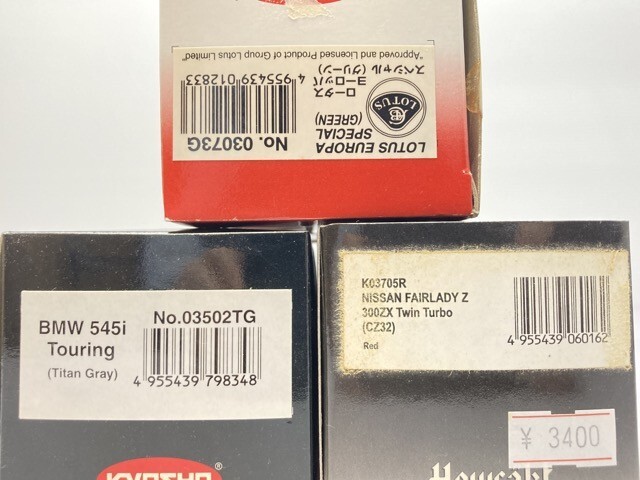 "Approved and Licensed Product of Group Lotus Limited"
4 955439 012833
ロータス
ヨーロッパ
スペシャル (グリーン)
LOTUS
No. 03073G
LOTUS EUROPA
SPECIAL
(GREEN)
BMW 545i
Touring
(Titan Gray)
No.03502TG
4 955439 798348
KYOSHO®
K03705R
NISSAN FAIRLADY Z
300ZX Twin Turbo
(CZ32)
Red
4 955439 060162
¥ 3400